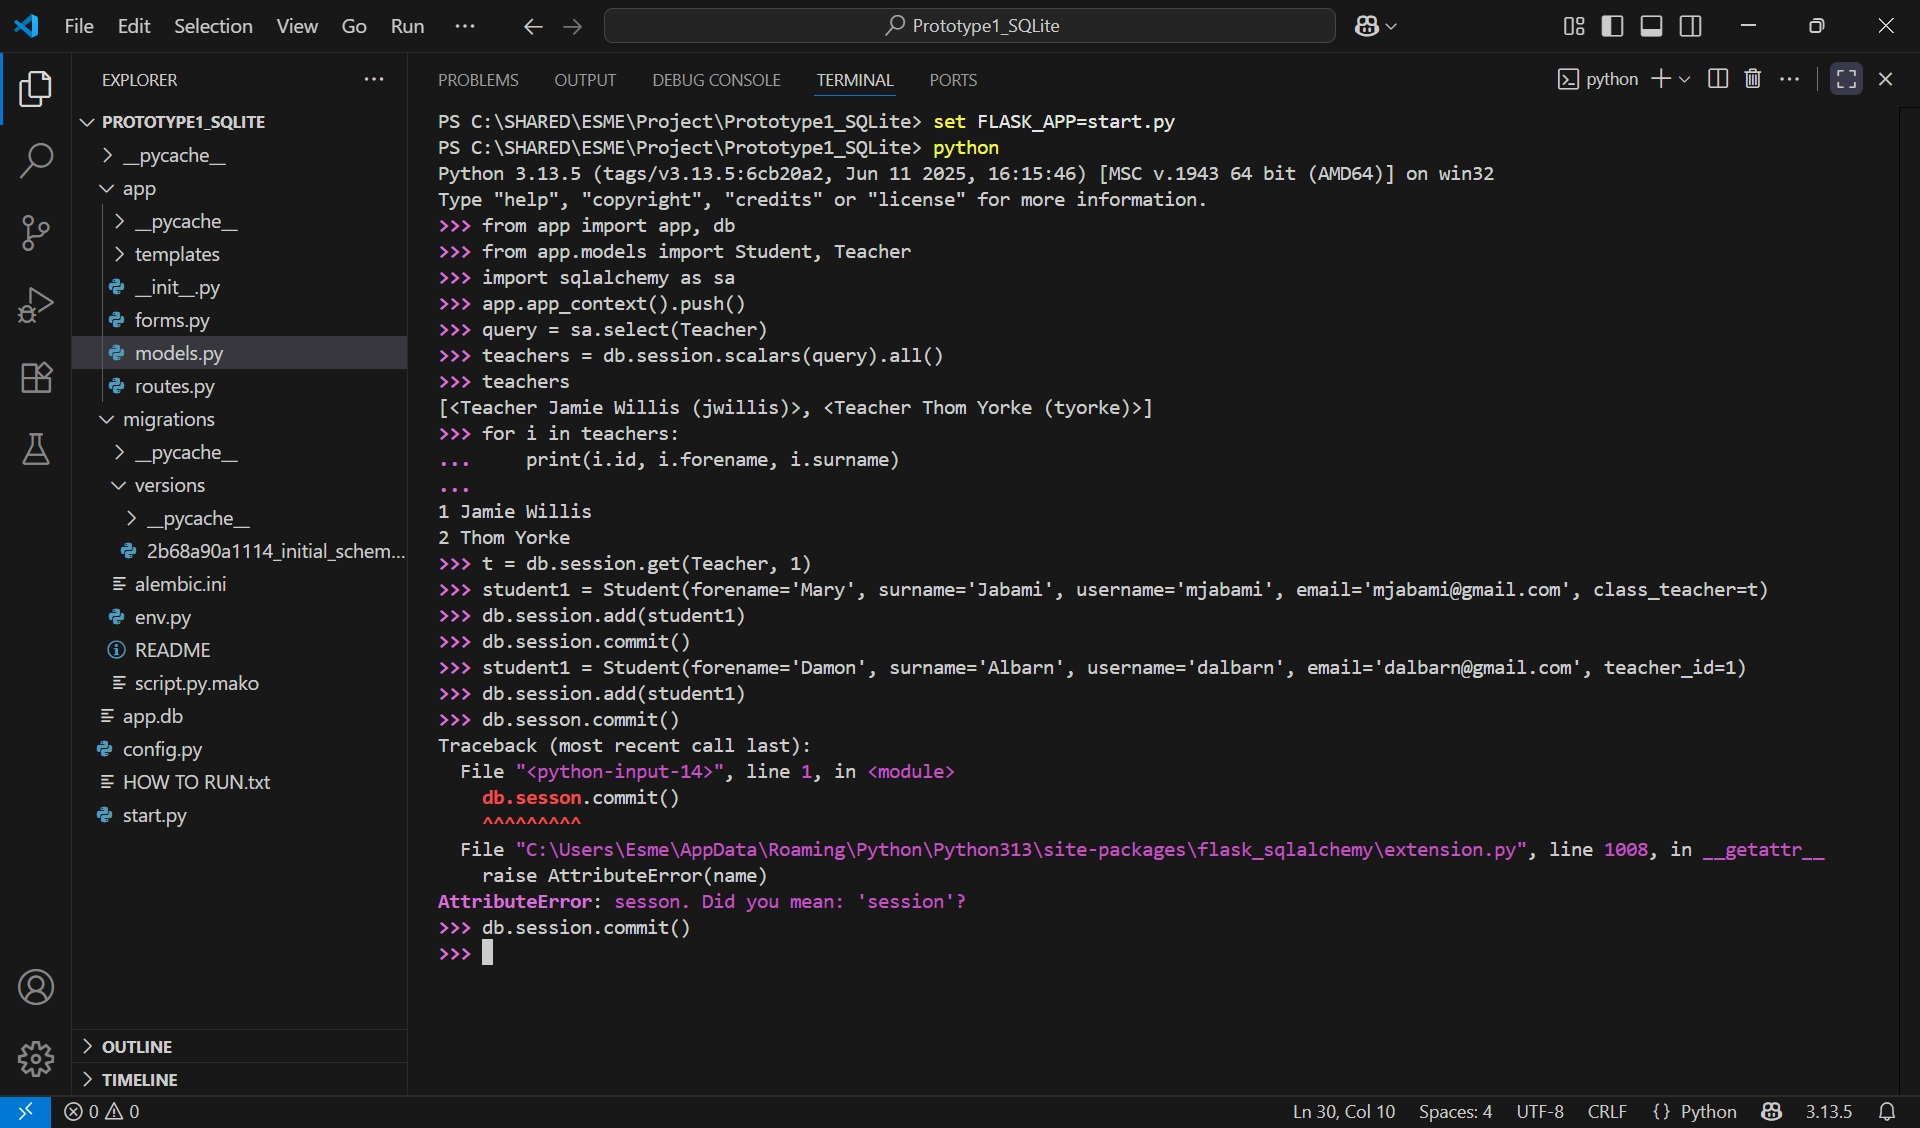 File Edit Selection View Go Run ··· Prototype1_SQLite
EXPLORER ···
PROTOTYPE1_SQLITE
__pycache__
app
__pycache__
templates
__init__.py
forms.py
models.py
routes.py
migrations
__pycache__
versions
__pycache__
2b68a90a1114_initial_schem...
alembic.ini
env.py
README
script.py.mako
app.db
config.py
HOW TO RUN.txt
start.py
OUTLINE
TIMELINE
PROBLEMS OUTPUT DEBUG CONSOLE TERMINAL PORTS python
PS C:\SHARED\ESME\Project\Prototype1_SQLite> set FLASK_APP=start.py
PS C:\SHARED\ESME\Project\Prototype1_SQLite> python
Python 3.13.5 (tags/v3.13.5:6cb20a2, Jun 11 2025, 16:15:46) [MSC v.1943 64 bit (AMD64)] on win32
Type "help", "copyright", "credits" or "license" for more information.
>>> from app import app, db
>>> from app.models import Student, Teacher
>>> import sqlalchemy as sa
>>> app.app_context().push()
>>> query = sa.select(Teacher)
>>> teachers = db.session.scalars(query).all()
>>> teachers
[<Teacher Jamie Willis (jwillis)>, <Teacher Thom Yorke (tyorke)>]
>>> for i in teachers:
...     print(i.id, i.forename, i.surname)
...
1 Jamie Willis
2 Thom Yorke
>>> t = db.session.get(Teacher, 1)
>>> student1 = Student(forename='Mary', surname='Jabami', username='mjabami', email='mjabami@gmail.com', class_teacher=t)
>>> db.session.add(student1)
>>> db.session.commit()
>>> student1 = Student(forename='Damon', surname='Albarn', username='dalbarn', email='dalbarn@gmail.com', teacher_id=1)
>>> db.session.add(student1)
>>> db.sesson.commit()
Traceback (most recent call last):
  File "<python-input-14>", line 1, in <module>
    db.sesson.commit()
    ^^^^^^^^^
  File "C:\Users\Esme\AppData\Roaming\Python\Python313\site-packages\flask_sqlalchemy\extension.py", line 1008, in __getattr__
    raise AttributeError(name)
AttributeError: sesson. Did you mean: 'session'?
>>> db.session.commit()
>>>
0 0 Ln 30, Col 10 Spaces: 4 UTF-8 CRLF {} Python 3.13.5